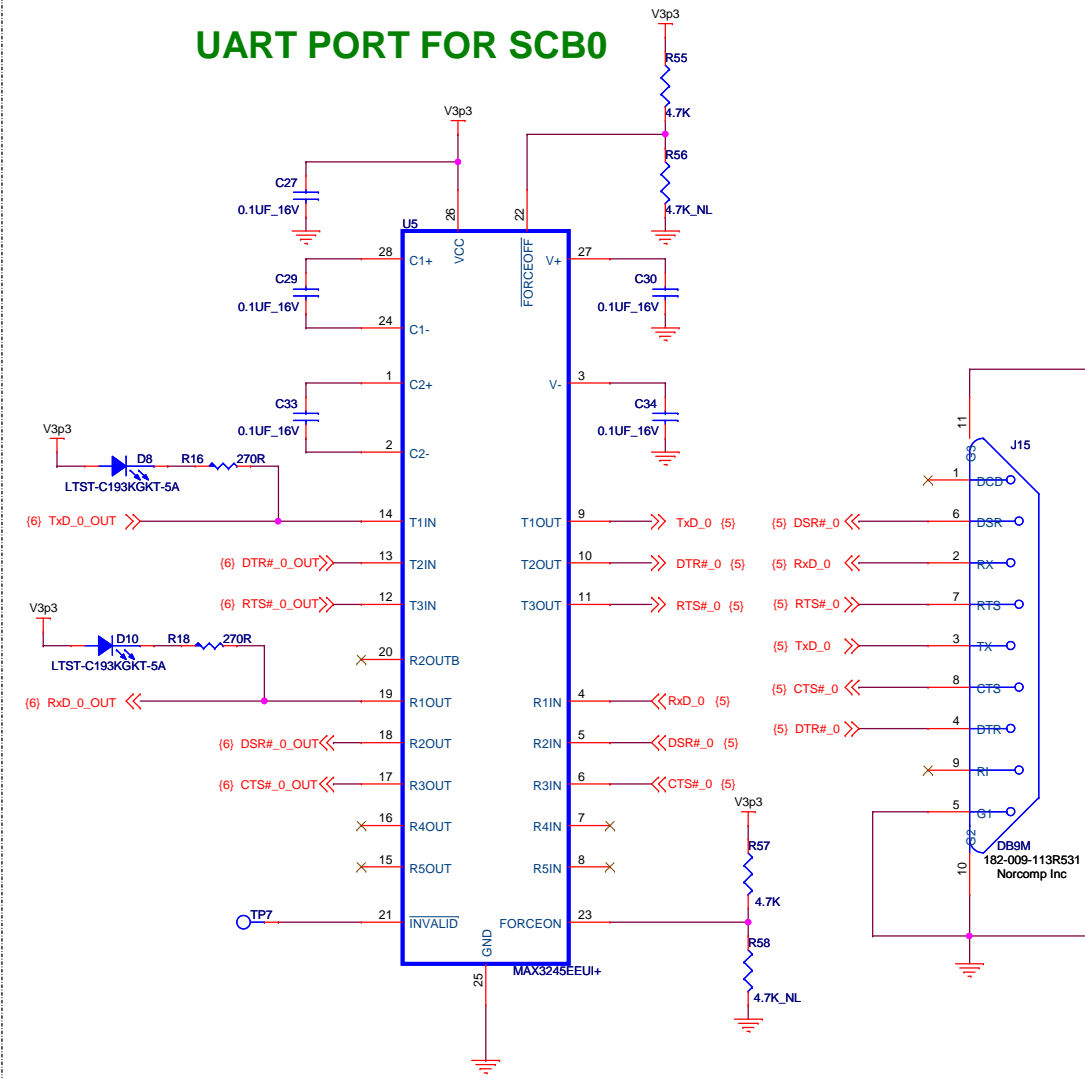 UART PORT FOR SCB0
V3p3
R55
4.7K
R56
4.7K_NL
V3p3
C27
0.1UF_16V
26
22
U5
VCC
FORCEOFF
28
C1+
C29
0.1UF_16V
24
C1-
27
V+
C30
0.1UF_16V
1
C2+
C33
0.1UF_16V
2
C2-
3
V-
C34
0.1UF_16V
V3p3
D8
R16
270R
LTST-C193KGKT-5A
{6} TxD_0_OUT
14
T1IN
T1OUT
9
TxD_0 {5}
{6} DTR#_0_OUT
13
T2IN
T2OUT
10
DTR#_0 {5}
{6} RTS#_0_OUT
12
T3IN
T3OUT
11
RTS#_0 {5}
V3p3
D10
R18
270R
LTST-C193KGKT-5A
20
R2OUTB
{6} RxD_0_OUT
19
R1OUT
R1IN
4
RxD_0 {5}
{6} DSR#_0_OUT
18
R2OUT
R2IN
5
DSR#_0 {5}
{6} CTS#_0_OUT
17
R3OUT
R3IN
6
CTS#_0 {5}
16
R4OUT
R4IN
7
15
R5OUT
R5IN
8
TP7
21
INVALID
FORCEON
23
GND
25
MAX3245EEUI+
V3p3
R57
4.7K
R58
4.7K_NL
11
G3
J15
1
DCD
{5} DSR#_0
6
DSR
{5} RxD_0
2
RX
{5} RTS#_0
7
RTS
{5} TxD_0
3
TX
{5} CTS#_0
8
CTS
{5} DTR#_0
4
DTR
9
RI
5
G1
G2
10
DB9M
182-009-113R531
Norcomp Inc